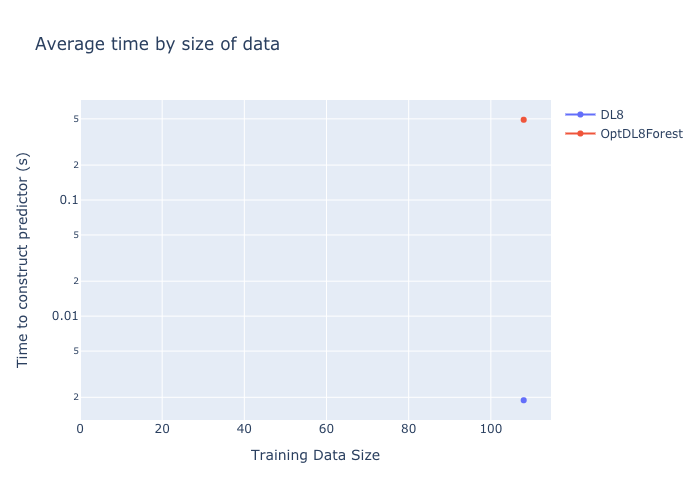 Average time by size of data
DL8
OptDL8Forest
Time to construct predictor (s)
5
2
0.1
5
2
0.01
5
2
0
20
40
60
80
100
Training Data Size